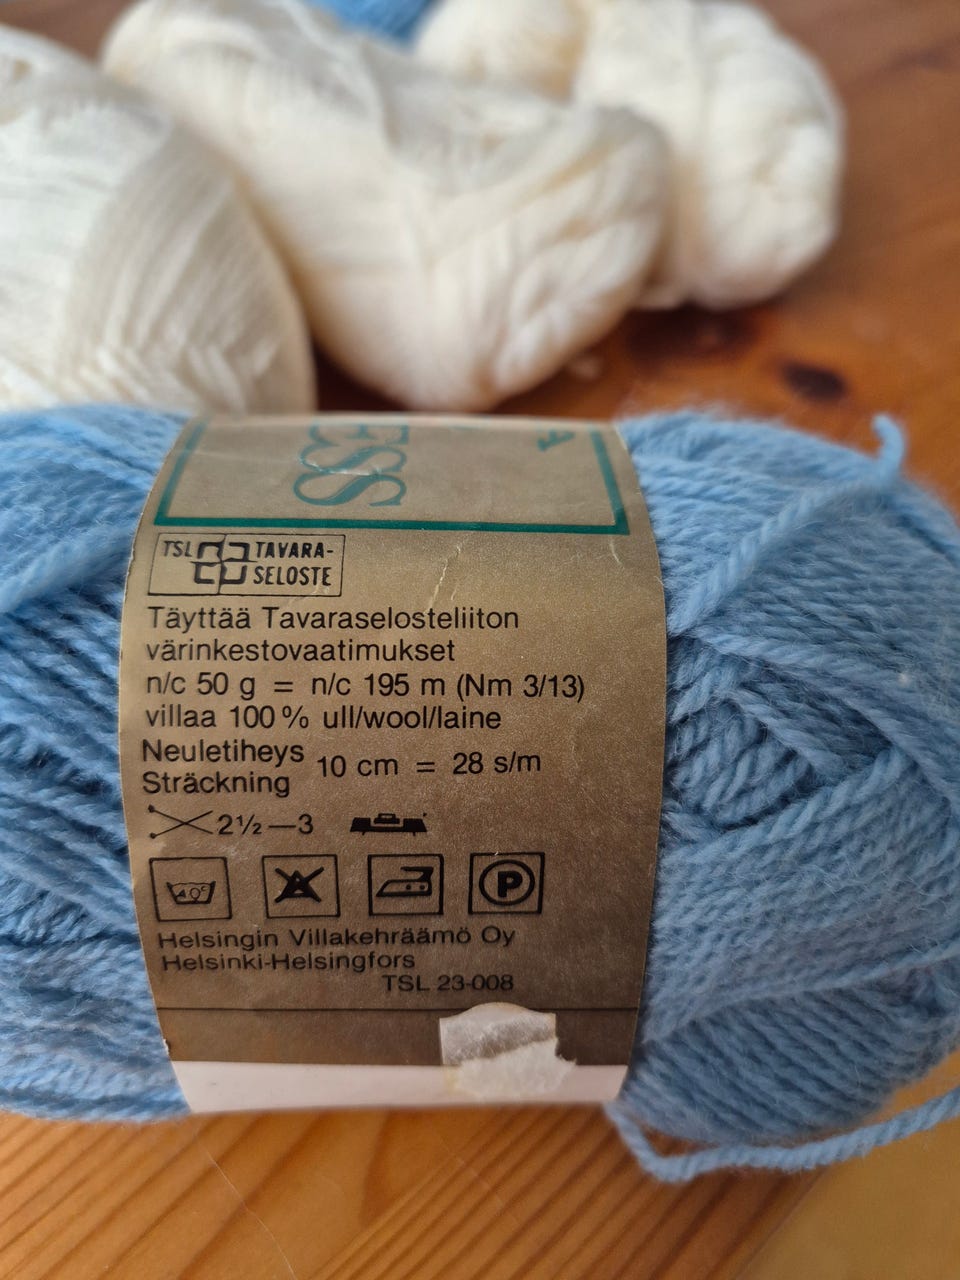 TSL TAVARA-
SELOSTE
Täyttää Tavaraselosteliiton
värinkestovaatimukset
n/c 50 g = n/c 195 m (Nm 3/13)
villaa 100% ull/wool/laine
Neuletiheys
Sträckning
10 cm = 28 s/m
2½—3
A
P
Helsingin Villakehräämö Oy
Helsinki-Helsingfors
TSL 23-008